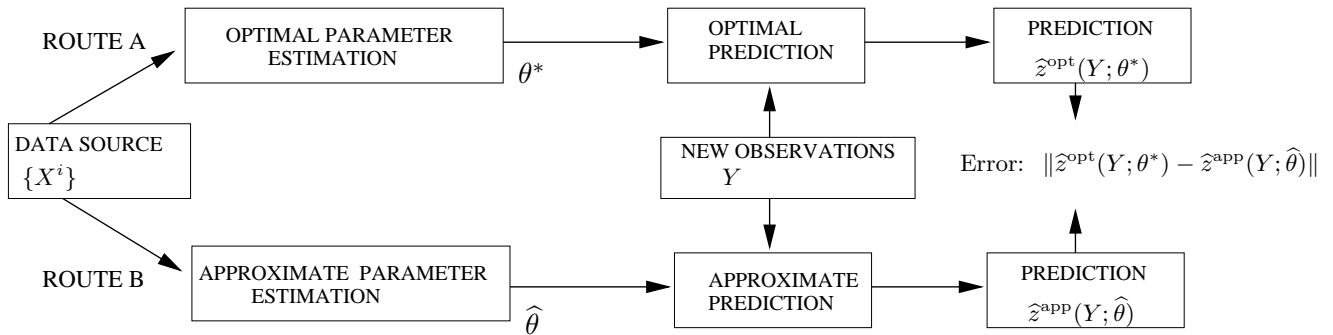 ROUTE A
OPTIMAL PARAMETER
ESTIMATION
θ*
OPTIMAL
PREDICTION
PREDICTION
ẑ^opt(Y; θ*)
DATA SOURCE
{X^i}
NEW OBSERVATIONS
Y
Error: ‖ẑ^opt(Y; θ*) − ẑ^app(Y; θ̂)‖
ROUTE B
APPROXIMATE PARAMETER
ESTIMATION
θ̂
APPROXIMATE
PREDICTION
PREDICTION
ẑ^app(Y; θ̂)